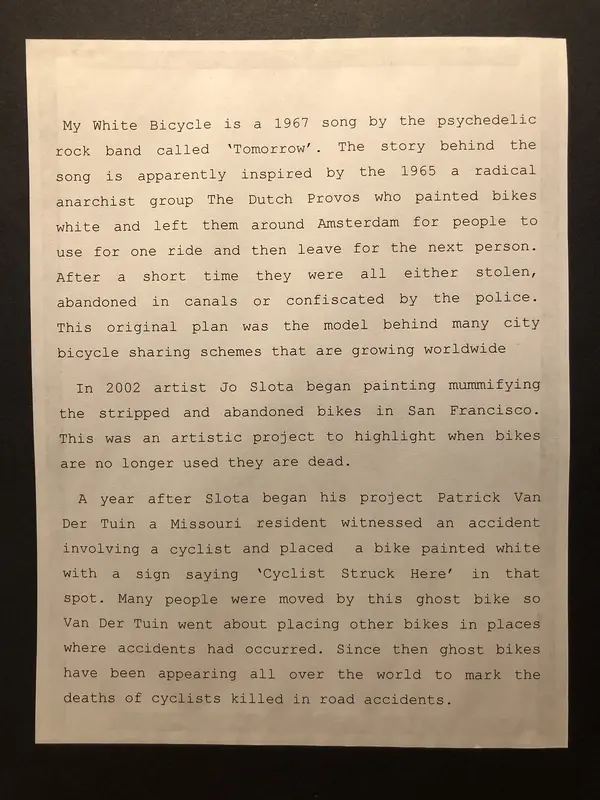 My White Bicycle is a 1967 song by the psychedelic
rock band called ‘Tomorrow’. The story behind the
song is apparently inspired by the 1965 a radical
anarchist group The Dutch Provos who painted bikes
white and left them around Amsterdam for people to
use for one ride and then leave for the next person.
After a short time they were all either stolen,
abandoned in canals or confiscated by the police.
This original plan was the model behind many city
bicycle sharing schemes that are growing worldwide
In 2002 artist Jo Slota began painting mummifying
the stripped and abandoned bikes in San Francisco.
This was an artistic project to highlight when bikes
are no longer used they are dead.
A year after Slota began his project Patrick Van
Der Tuin a Missouri resident witnessed an accident
involving a cyclist and placed a bike painted white
with a sign saying ‘Cyclist Struck Here’ in that
spot. Many people were moved by this ghost bike so
Van Der Tuin went about placing other bikes in places
where accidents had occurred. Since then ghost bikes
have been appearing all over the world to mark the
deaths of cyclists killed in road accidents.